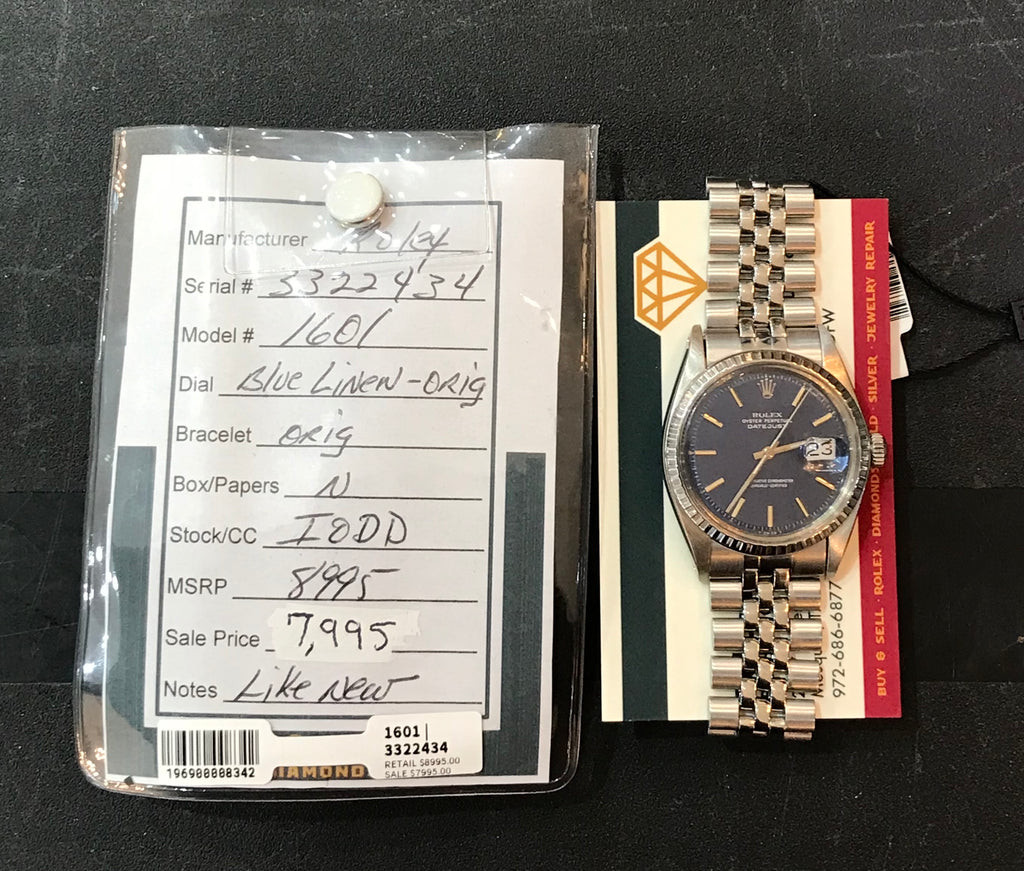 Manufacturer Rolex
Serial # 3322434
Model # 1601
Dial Blue Linen - Orig
Bracelet Orig
Box/Papers N
Stock/CC IODD
MSRP 8995
Sale Price 7,995
Notes Like New
196900008342
DIAMOND
1601 |
3322434
RETAIL $8995.00
SALE $7995.00
ROLEX
OYSTER PERPETUAL
DATEJUST
23
972-686-6877
BUY & SELL · ROLEX · DIAMONDS · GOLD · SILVER · JEWELRY REPAIR